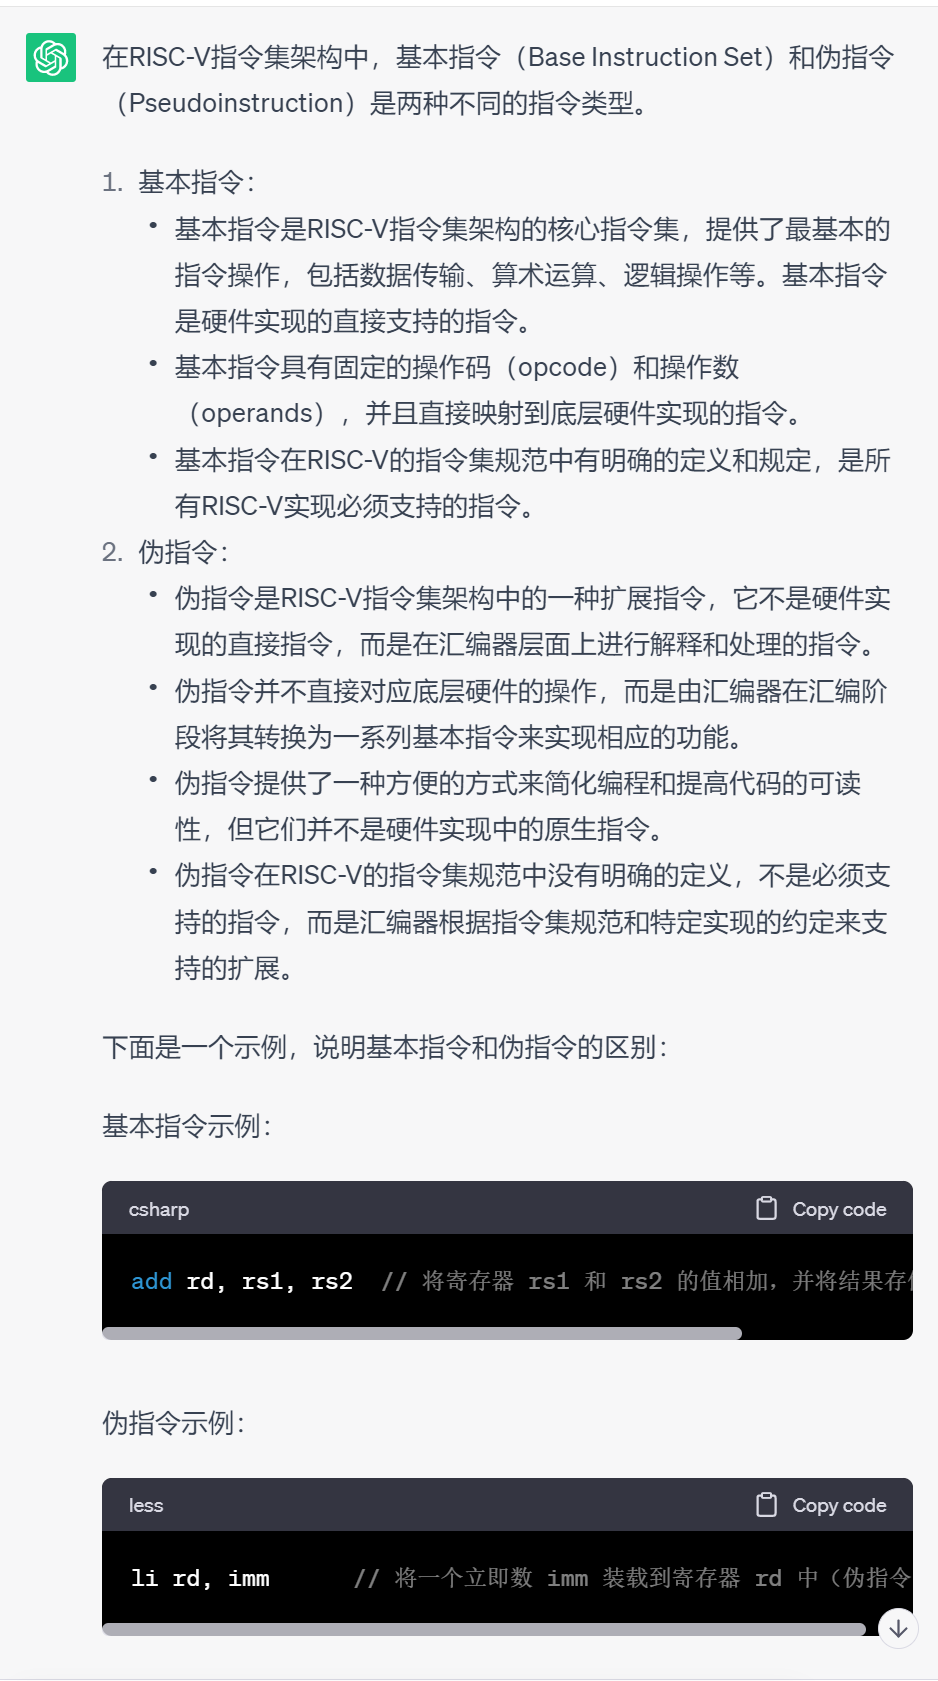 在RISC-V指令集架构中，基本指令（Base Instruction Set）和伪指令
（Pseudoinstruction）是两种不同的指令类型。
1. 基本指令：
• 基本指令是RISC-V指令集架构的核心指令集，提供了最基本的
指令操作，包括数据传输、算术运算、逻辑操作等。基本指令
是硬件实现的直接支持的指令。
• 基本指令具有固定的操作码（opcode）和操作数
（operands），并且直接映射到底层硬件实现的指令。
• 基本指令在RISC-V的指令集规范中有明确的定义和规定，是所
有RISC-V实现必须支持的指令。
2. 伪指令：
• 伪指令是RISC-V指令集架构中的一种扩展指令，它不是硬件实
现的直接指令，而是在汇编器层面上进行解释和处理的指令。
• 伪指令并不直接对应底层硬件的操作，而是由汇编器在汇编阶
段将其转换为一系列基本指令来实现相应的功能。
• 伪指令提供了一种方便的方式来简化编程和提高代码的可读
性，但它们并不是硬件实现中的原生指令。
• 伪指令在RISC-V的指令集规范中没有明确的定义，不是必须支
持的指令，而是汇编器根据指令集规范和特定实现的约定来支
持的扩展。
下面是一个示例，说明基本指令和伪指令的区别：
基本指令示例：
csharp Copy code
add rd, rs1, rs2  // 将寄存器 rs1 和 rs2 的值相加，并将结果存
伪指令示例：
less Copy code
li rd, imm      // 将一个立即数 imm 装载到寄存器 rd 中（伪指令